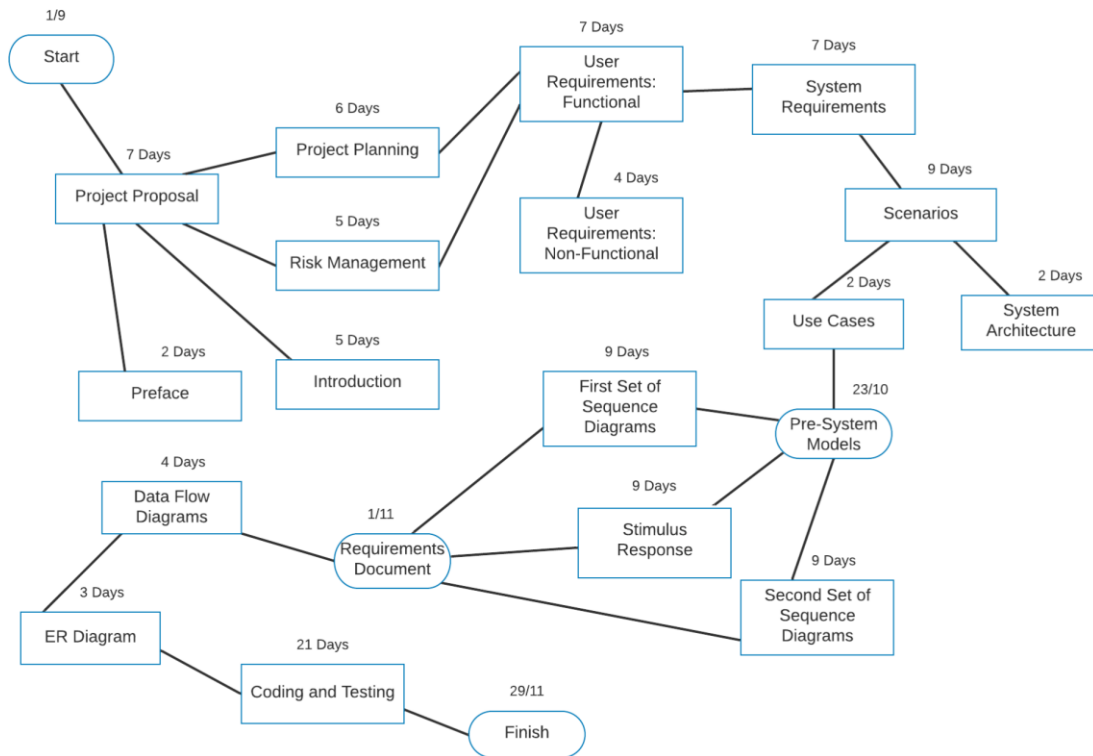 1/9
Start
7 Days
Project Proposal
6 Days
Project Planning
5 Days
Risk Management
2 Days
Preface
5 Days
Introduction
7 Days
User
Requirements:
Functional
4 Days
User
Requirements:
Non-Functional
7 Days
System
Requirements
9 Days
Scenarios
2 Days
Use Cases
2 Days
System
Architecture
23/10
Pre-System
Models
9 Days
First Set of
Sequence
Diagrams
9 Days
Stimulus
Response
9 Days
Second Set of
Sequence
Diagrams
1/11
Requirements
Document
4 Days
Data Flow
Diagrams
3 Days
ER Diagram
21 Days
Coding and Testing
29/11
Finish